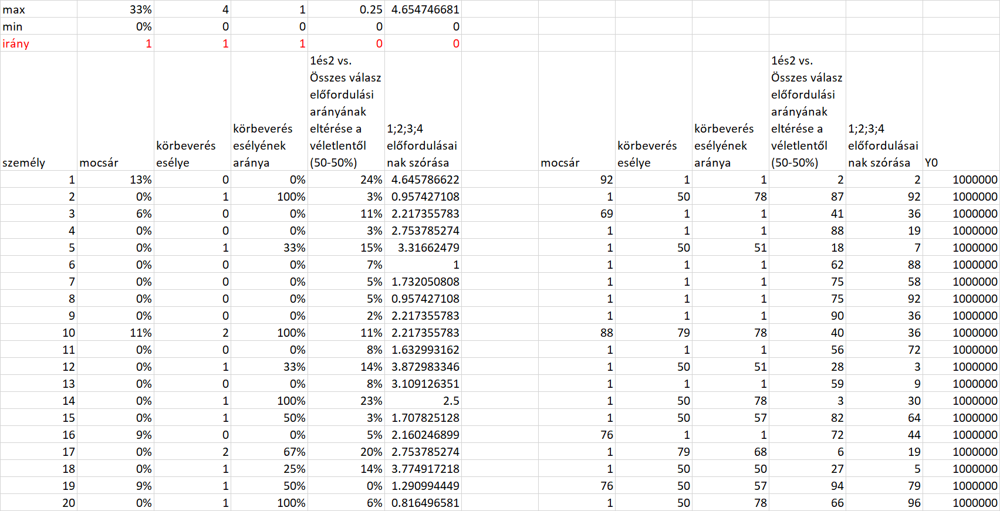 max 33% 4 1 0.25 4.654746681
min 0% 0 0 0 0
irány 1 1 1 0 0
személy mocsár körbeverés esélye körbeverés esélyének aránya 1és2 vs. Összes válasz előfordulási arányának eltérése a véletlentől (50-50%) 1;2;3;4 előfordulásainak szórása mocsár körbeverés esélye körbeverés esélyének aránya 1és2 vs. Összes válasz előfordulási arányának eltérése a véletlentől (50-50%) 1;2;3;4 előfordulásainak szórása Y0
1 13% 0 0% 24% 4.645786622 92 1 1 2 2 1000000
2 0% 1 100% 3% 0.957427108 1 50 78 87 92 1000000
3 6% 0 0% 11% 2.217355783 69 1 1 41 36 1000000
4 0% 0 0% 3% 2.753785274 1 1 1 88 19 1000000
5 0% 1 33% 15% 3.31662479 1 50 51 18 7 1000000
6 0% 0 0% 7% 1 1 1 1 62 88 1000000
7 0% 0 0% 5% 1.732050808 1 1 1 75 58 1000000
8 0% 0 0% 5% 0.957427108 1 1 1 75 92 1000000
9 0% 0 0% 2% 2.217355783 1 1 1 90 36 1000000
10 11% 2 100% 11% 2.217355783 88 79 78 40 36 1000000
11 0% 0 0% 8% 1.632993162 1 1 1 56 72 1000000
12 0% 1 33% 14% 3.872983346 1 50 51 28 3 1000000
13 0% 0 0% 8% 3.109126351 1 1 1 59 9 1000000
14 0% 1 100% 23% 2.5 1 50 78 3 30 1000000
15 0% 1 50% 3% 1.707825128 1 50 57 82 64 1000000
16 9% 0 0% 5% 2.160246899 76 1 1 72 44 1000000
17 0% 2 67% 20% 2.753785274 1 79 68 6 19 1000000
18 0% 1 25% 14% 3.774917218 1 50 50 27 5 1000000
19 9% 1 50% 0% 1.290994449 76 50 57 94 79 1000000
20 0% 1 100% 6% 0.816496581 1 50 78 66 96 1000000